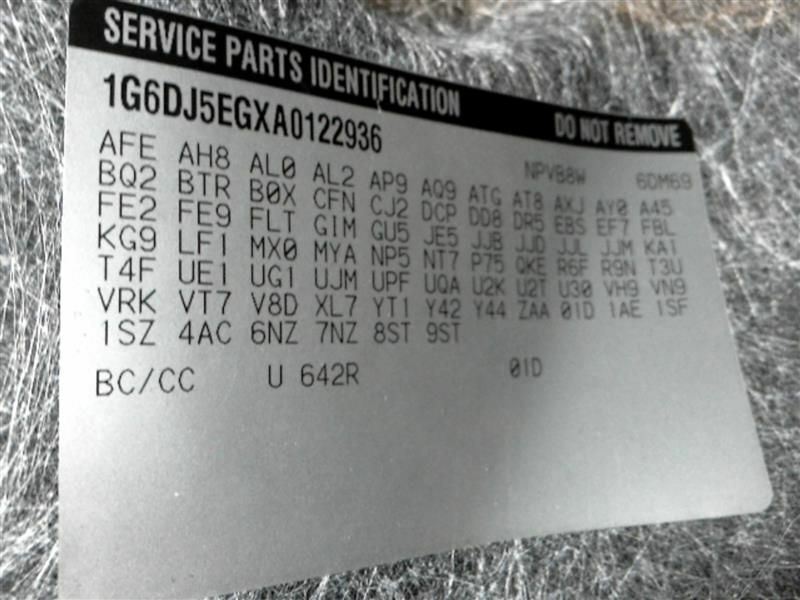 SERVICE PARTS IDENTIFICATION DO NOT REMOVE
1G6DJ5EGXA0122936 NPVB8W 6DM69
AFE AH8 AL0 AL2 AP9 AQ9 ATG AT8 AXJ AY0 A45
BQ2 BTR B0X CFN CJ2 DCP DD8 DR5 E8S EF7 FBL
FE2 FE9 FLT GIM GU5 JE5 JJB JJD JJL JJM KA1
KG9 LF1 MX0 MYA NP5 NT7 P75 QKE R6F R9N T3U
T4F UE1 UG1 UJM UPF UQA U2K U2T U30 VH9 VN9
VRK VT7 V8D XL7 YT1 Y42 Y44 ZAA 01D 1AE 1SF
1SZ 4AC 6NZ 7NZ 8ST 9ST
BC/CC U 642R 01D